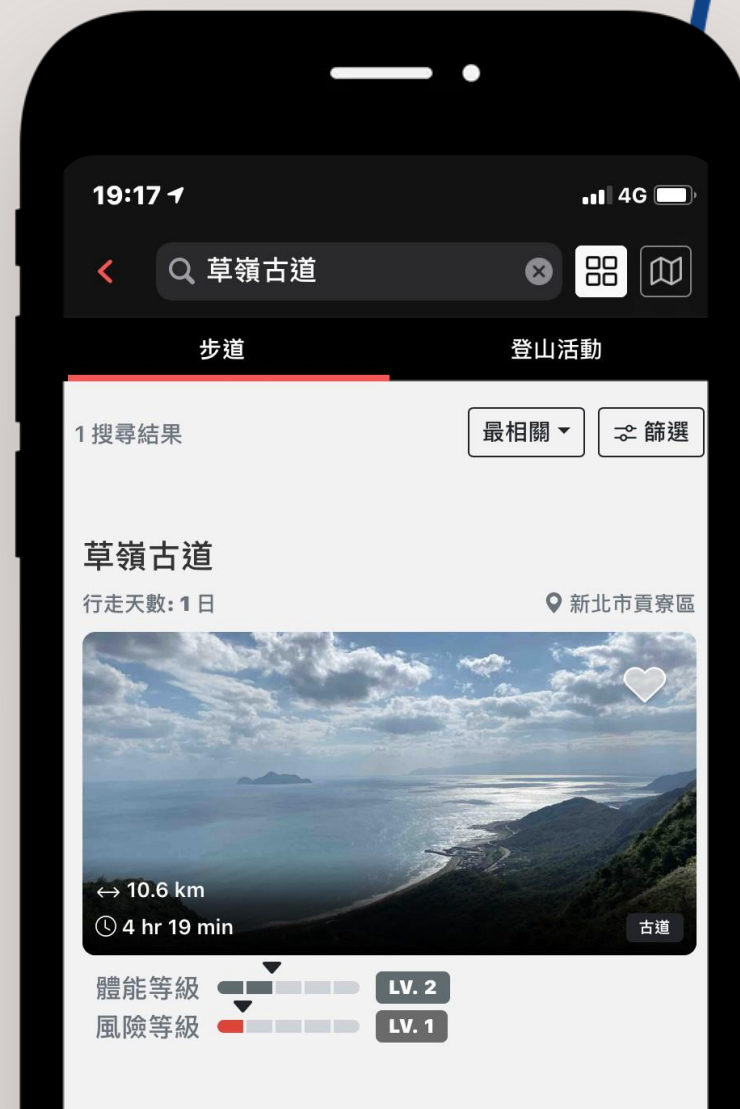 19:17
4G
草嶺古道
步道
登山活動
1 搜尋結果
最相關
篩選
草嶺古道
行走天數: 1 日
新北市貢寮區
10.6 km
4 hr 19 min
古道
體能等級
LV. 2
風險等級
LV. 1